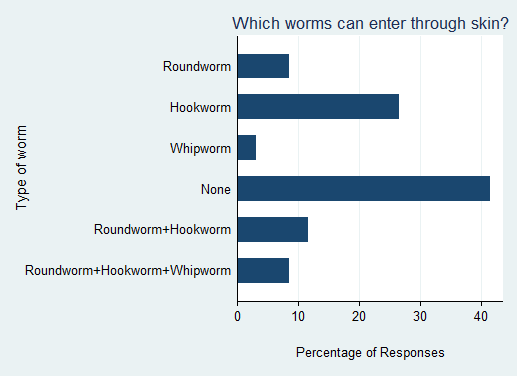 Which worms can enter through skin?
Type of worm
Roundworm
Hookworm
Whipworm
None
Roundworm+Hookworm
Roundworm+Hookworm+Whipworm
0 10 20 30 40
Percentage of Responses